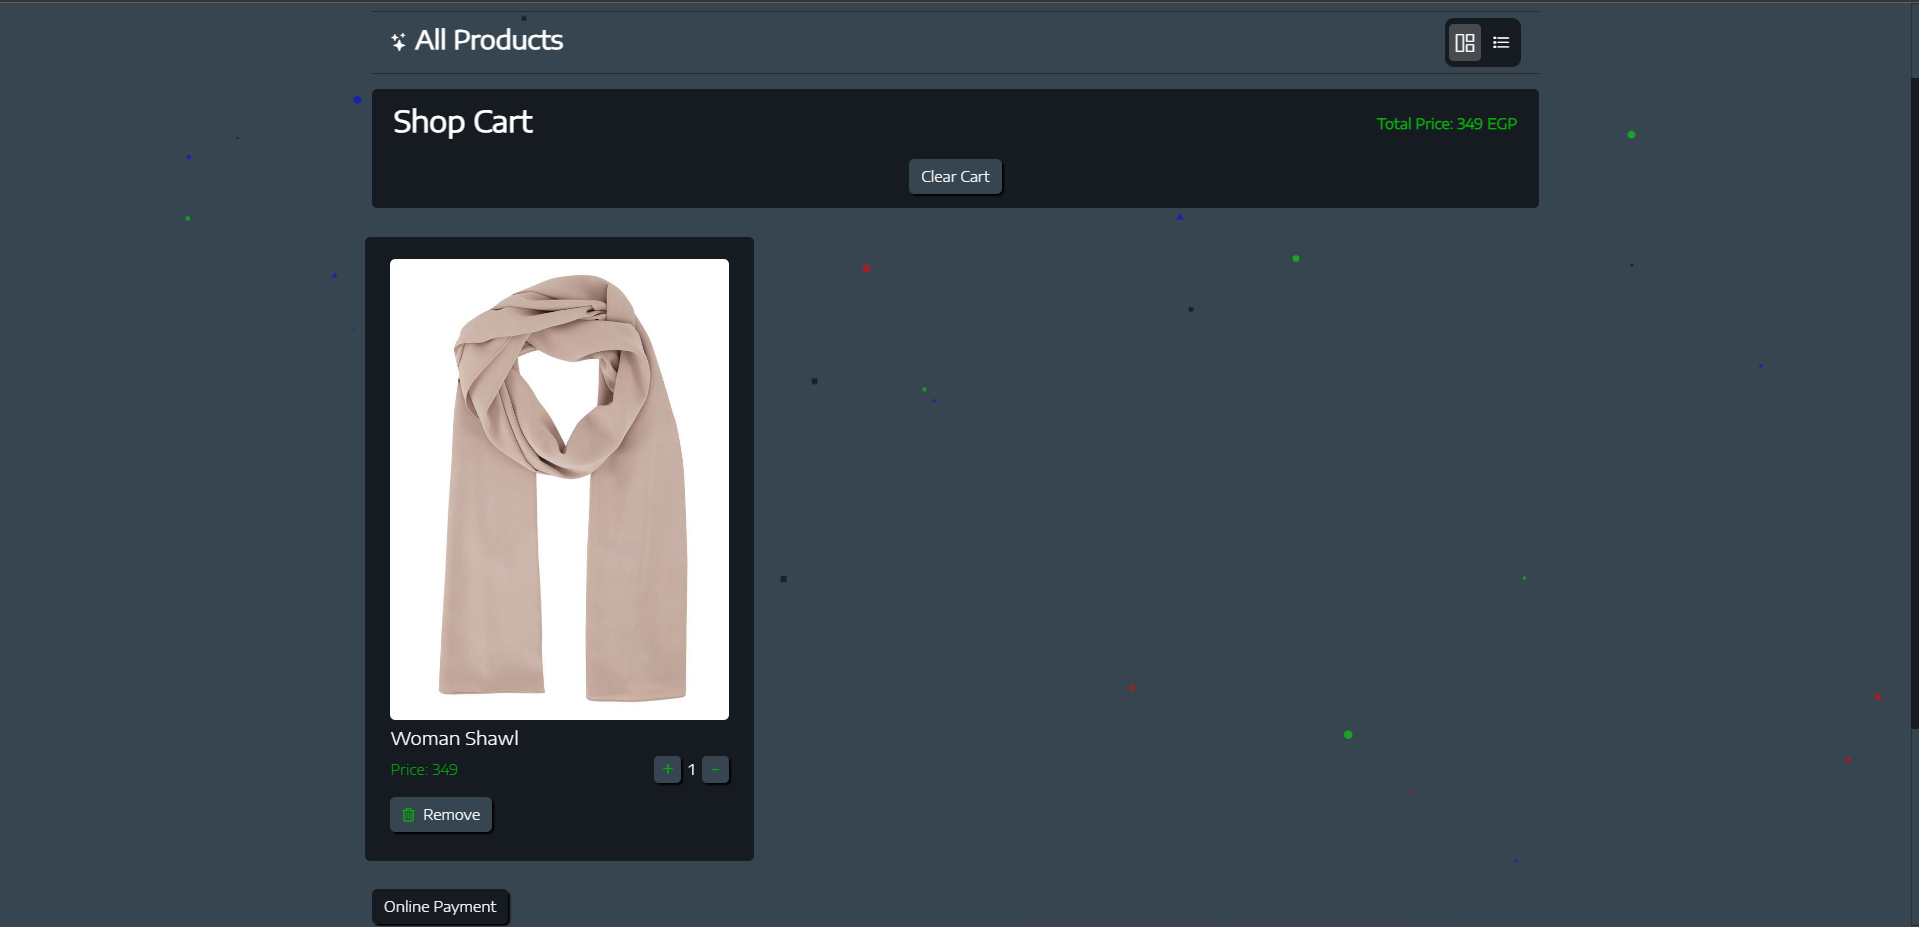 All Products
Shop Cart
Total Price: 349 EGP
Clear Cart
Woman Shawl
Price: 349
+ 1 -
Remove
Online Payment